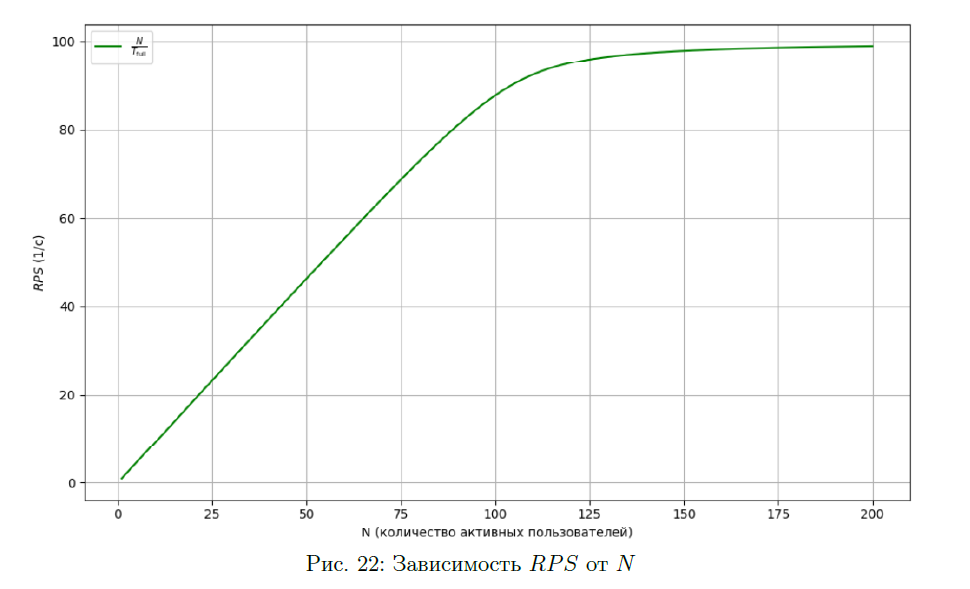 N
T_full
100
80
60
40
20
0
RPS (1/c)
0 25 50 75 100 125 150 175 200
N (количество активных пользователей)
Рис. 22: Зависимость RPS от N